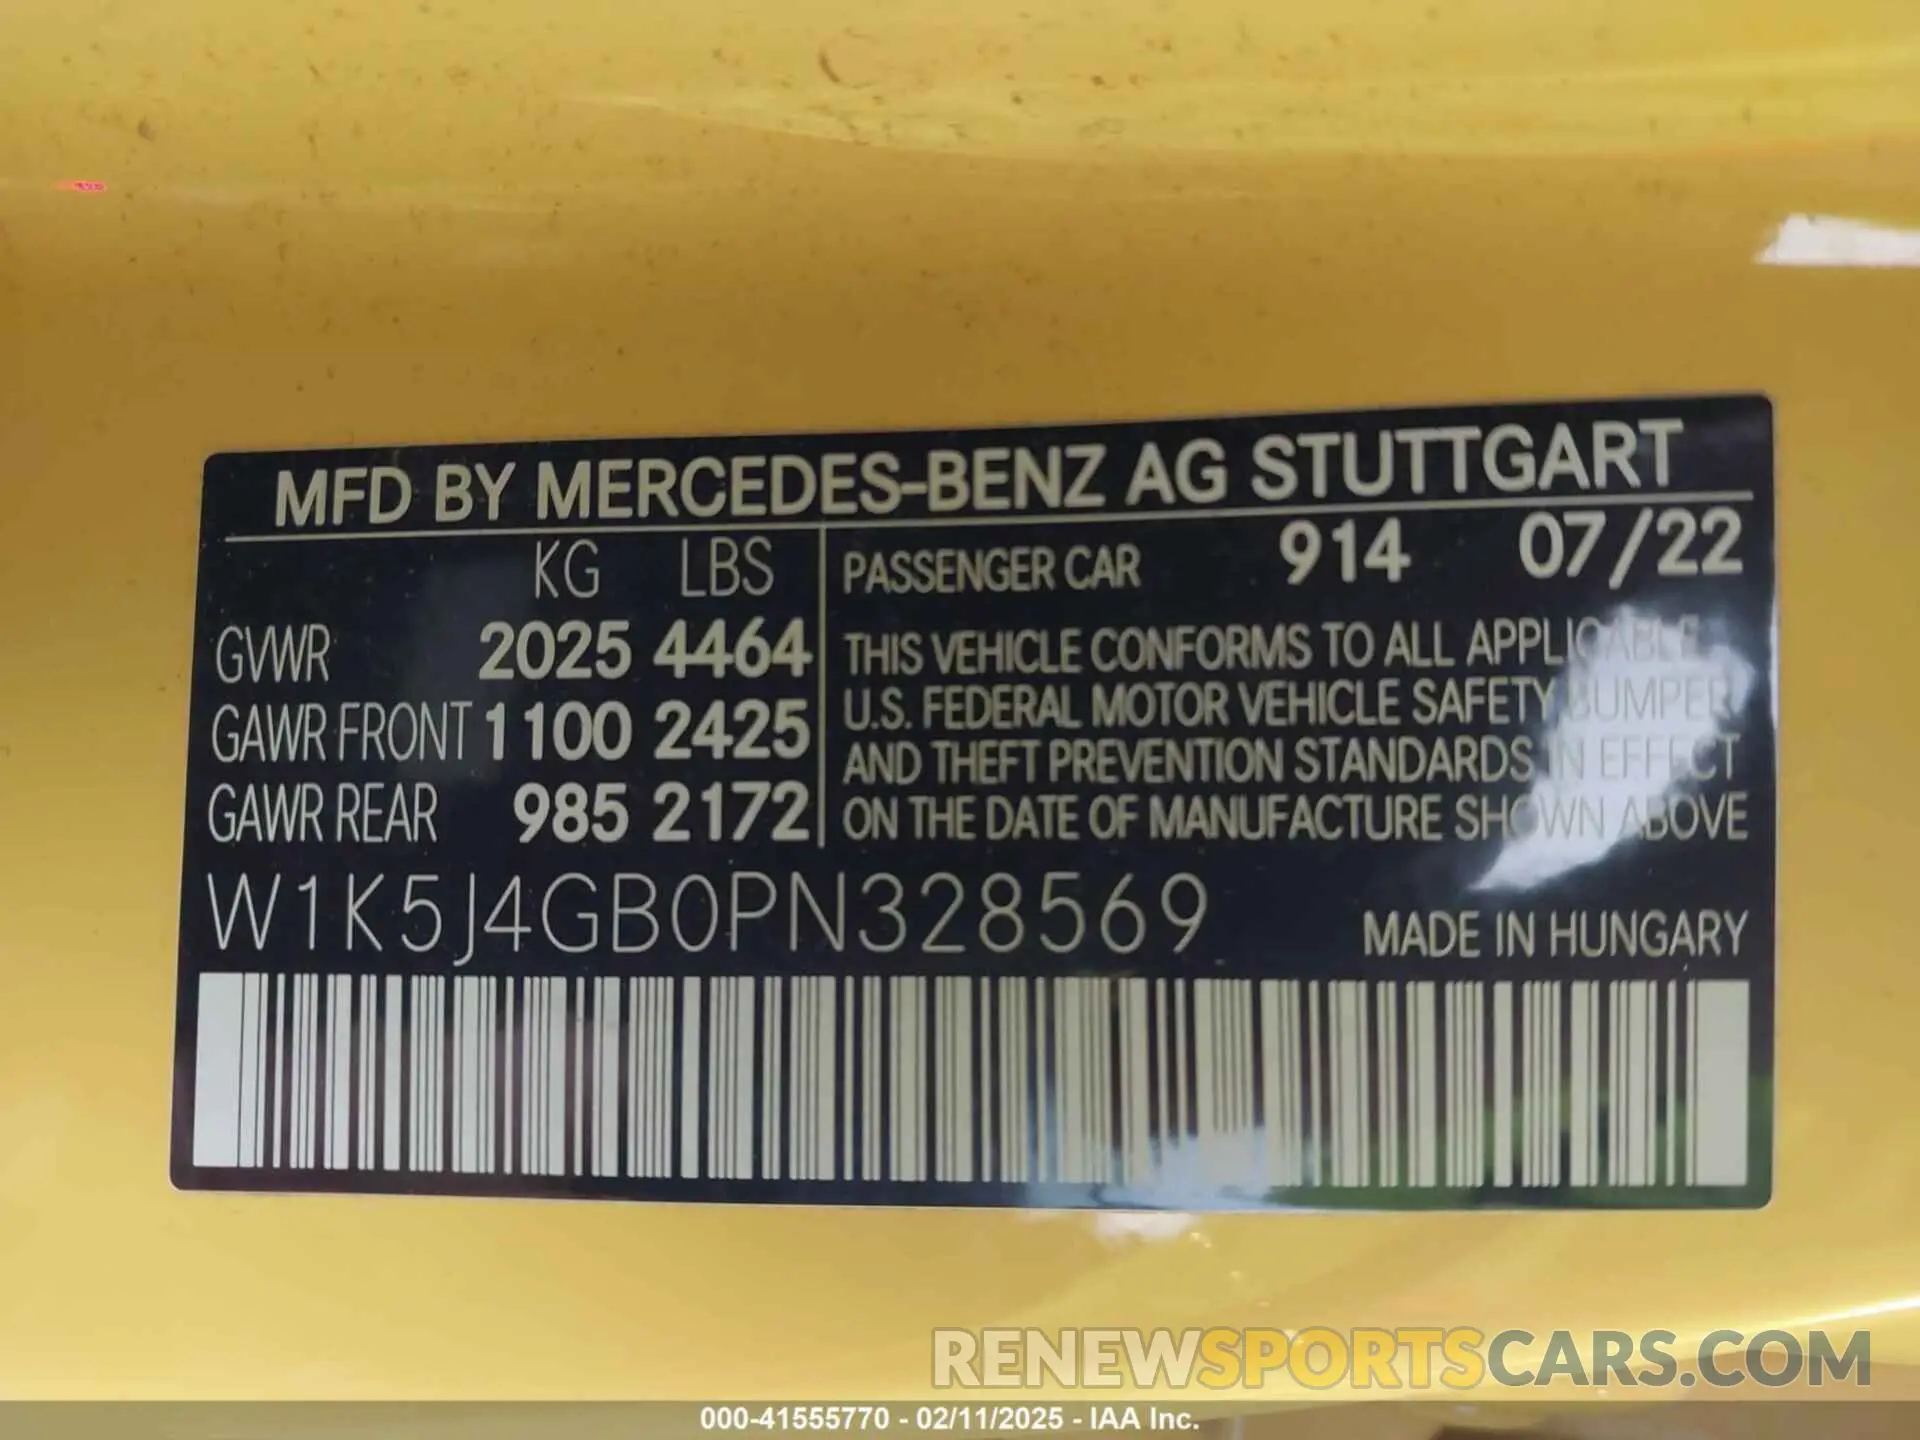 MFD BY MERCEDES-BENZ AG STUTTGART
KG LBS
PASSENGER CAR 914 07/22
GVWR 2025 4464
GAWR FRONT 1100 2425
GAWR REAR 985 2172
THIS VEHICLE CONFORMS TO ALL APPLICABLE
U.S. FEDERAL MOTOR VEHICLE SAFETY BUMPER
AND THEFT PREVENTION STANDARDS IN EFFECT
ON THE DATE OF MANUFACTURE SHOWN ABOVE
W1K5J4GB0PN328569
MADE IN HUNGARY
RENEWSPORTSCARS.COM
000-41555770 - 02/11/2025 - IAA Inc.